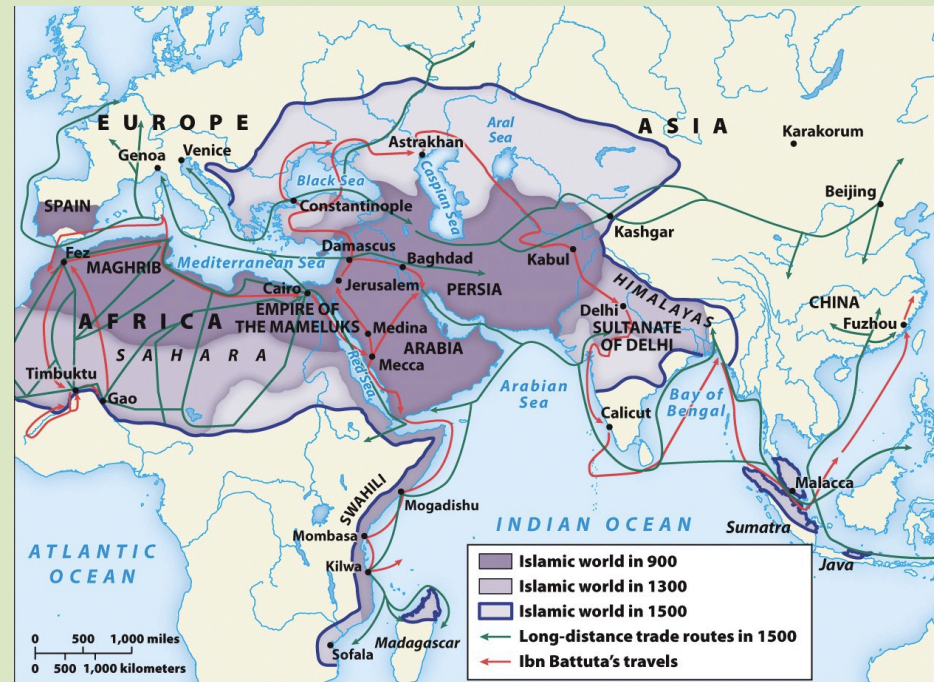 EUROPE
ASIA
Aral
Sea
Karakorum
Astrakhan
Genoa
Venice
Black Sea
Caspian Sea
Beijing
SPAIN
Constantinople
Kashgar
Fez
MAGHRIB
Mediterranean Sea
Damascus
Baghdad
Kabul
Cairo
Jerusalem
PERSIA
HIMALAYAS
CHINA
AFRICA
EMPIRE OF
THE MAMELUKS
Medina
Delhi
SULTANATE
OF DELHI
Fuzhou
SAHARA
ARABIA
Mecca
Red Sea
Timbuktu
Gao
Arabian
Sea
Bay of
Bengal
Calicut
SWAHILI
Mogadishu
Malacca
INDIAN OCEAN
Sumatra
Mombasa
ATLANTIC
OCEAN
Kilwa
Java
Madagascar
Sofala
Islamic world in 900
Islamic world in 1300
Islamic world in 1500
Long-distance trade routes in 1500
Ibn Battuta's travels
0 500 1,000 miles
0 500 1,000 kilometers